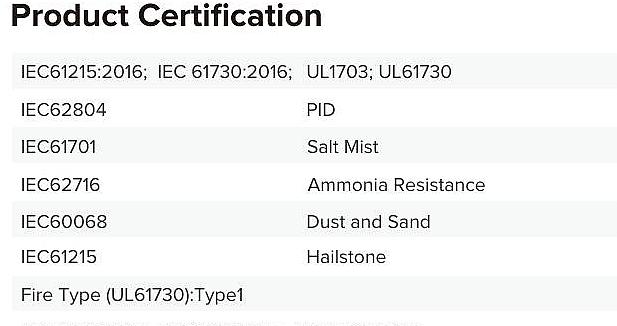 Product Certification
IEC61215:2016; IEC 61730:2016; UL1703; UL61730
IEC62804 PID
IEC61701 Salt Mist
IEC62716 Ammonia Resistance
IEC60068 Dust and Sand
IEC61215 Hailstone
Fire Type (UL61730):Type1